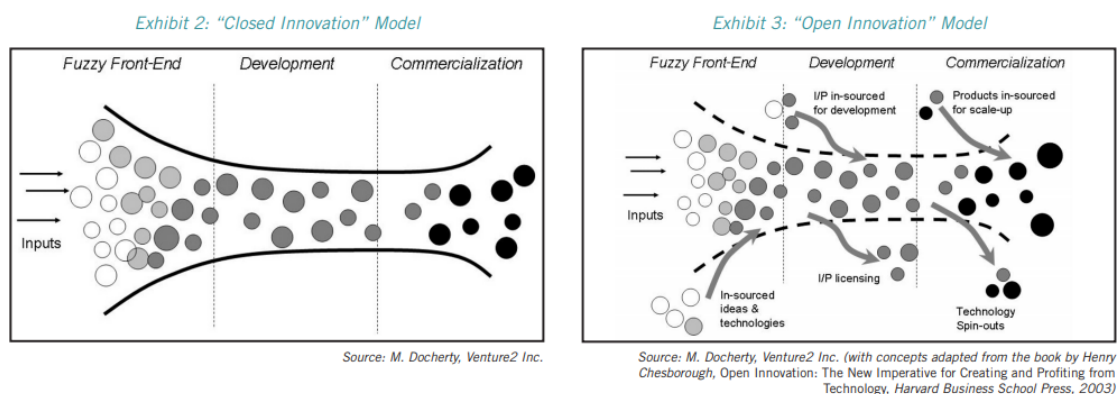 Exhibit 2: “Closed Innovation” Model
Fuzzy Front-End
Development
Commercialization
Inputs
Source: M. Docherty, Venture2 Inc.
Exhibit 3: “Open Innovation” Model
Fuzzy Front-End
Development
Commercialization
I/P in-sourced
for development
Products in-sourced
for scale-up
Inputs
In-sourced
ideas &
technologies
I/P licensing
Technology
Spin-outs
Source: M. Docherty, Venture2 Inc. (with concepts adapted from the book by Henry
Chesborough, Open Innovation: The New Imperative for Creating and Profiting from
Technology, Harvard Business School Press, 2003)